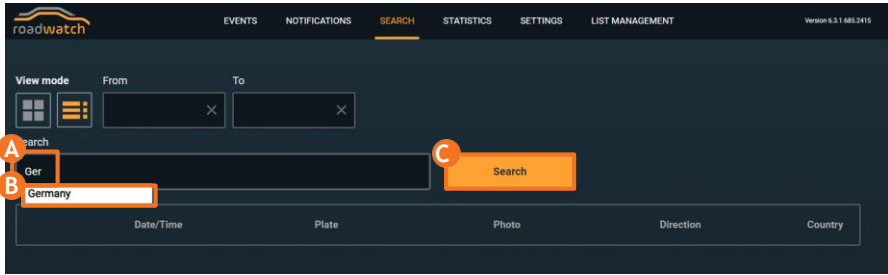 roadwatch
EVENTS NOTIFICATIONS SEARCH STATISTICS SETTINGS LIST MANAGEMENT Version 6.3.1.685.2415
View mode From To
A earch
Ger
C Search
B Germany
Date/Time Plate Photo Direction Country